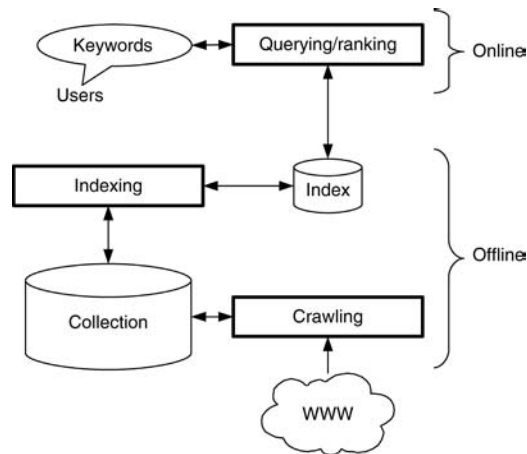 Keywords
Querying/ranking
Online
Users
Indexing
Index
Offline
Collection
Crawling
WWW